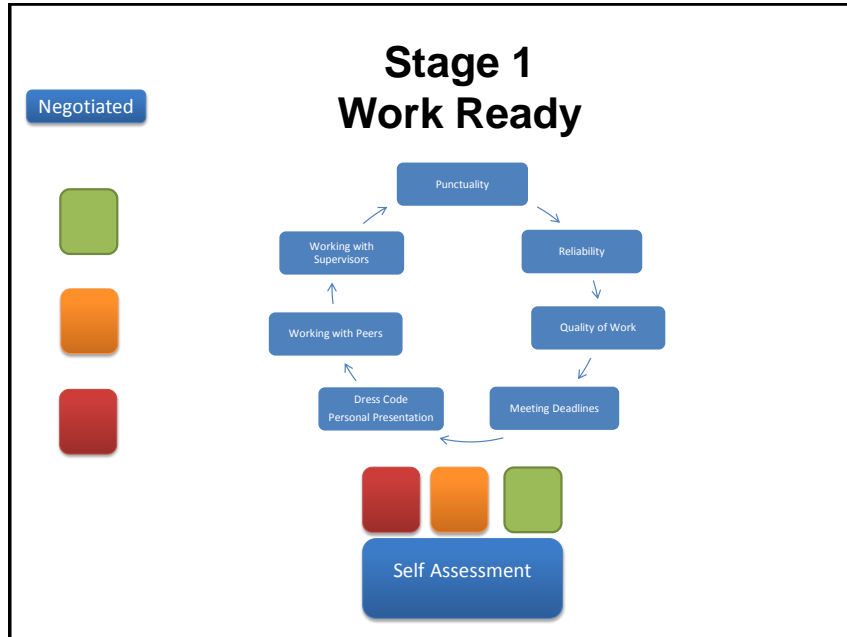 Stage 1
Work Ready
Negotiated
Punctuality
Working with
Supervisors
Reliability
Working with Peers
Quality of Work
Dress Code
Personal Presentation
Meeting Deadlines
Self Assessment